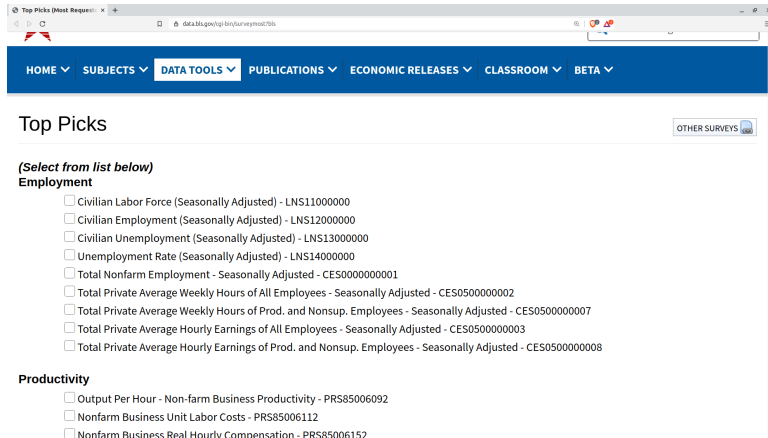 Top Picks (Most Request
data.bls.gov/cgi-bin/surveymost?bls
HOME SUBJECTS DATA TOOLS PUBLICATIONS ECONOMIC RELEASES CLASSROOM BETA
Top Picks
OTHER SURVEYS
(Select from list below)
Employment
Civilian Labor Force (Seasonally Adjusted) - LNS11000000
Civilian Employment (Seasonally Adjusted) - LNS12000000
Civilian Unemployment (Seasonally Adjusted) - LNS13000000
Unemployment Rate (Seasonally Adjusted) - LNS14000000
Total Nonfarm Employment - Seasonally Adjusted - CES0000000001
Total Private Average Weekly Hours of All Employees - Seasonally Adjusted - CES0500000002
Total Private Average Weekly Hours of Prod. and Nonsup. Employees - Seasonally Adjusted - CES0500000007
Total Private Average Hourly Earnings of All Employees - Seasonally Adjusted - CES0500000003
Total Private Average Hourly Earnings of Prod. and Nonsup. Employees - Seasonally Adjusted - CES0500000008
Productivity
Output Per Hour - Non-farm Business Productivity - PRS85006092
Nonfarm Business Unit Labor Costs - PRS85006112
Nonfarm Business Real Hourly Compensation - PRS85006152